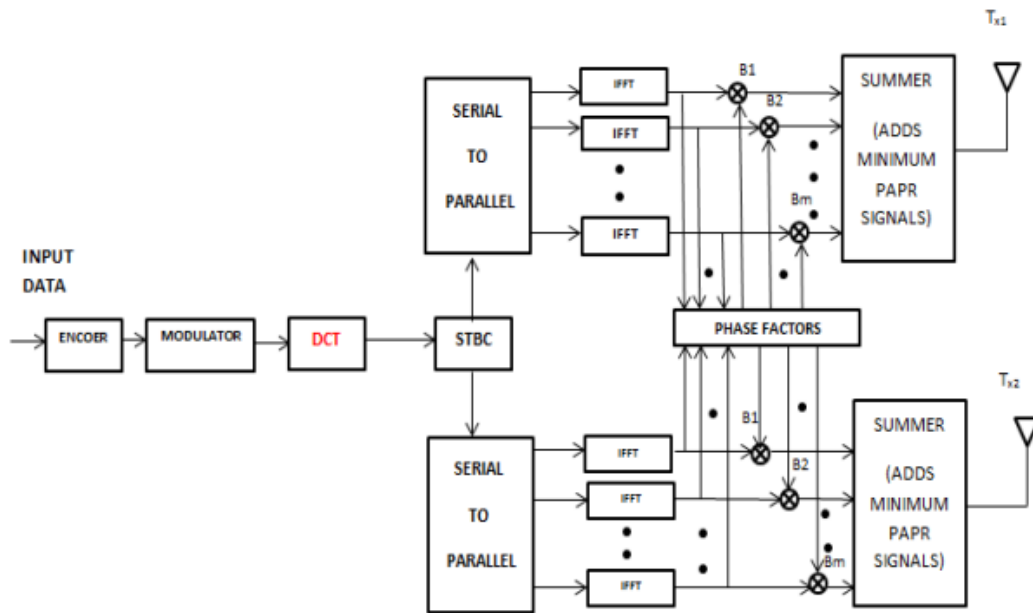 Tx1
SUMMER
(ADDS
MINIMUM
PAPR
SIGNALS)
B1
B2
Bm
IFFT
IFFT
IFFT
SERIAL
TO
PARALLEL
INPUT
DATA
ENCOER
MODULATOR
DCT
STBC
PHASE FACTORS
Tx2
SERIAL
TO
PARALLEL
IFFT
IFFT
IFFT
B1
B2
Bm
SUMMER
(ADDS
MINIMUM
PAPR
SIGNALS)